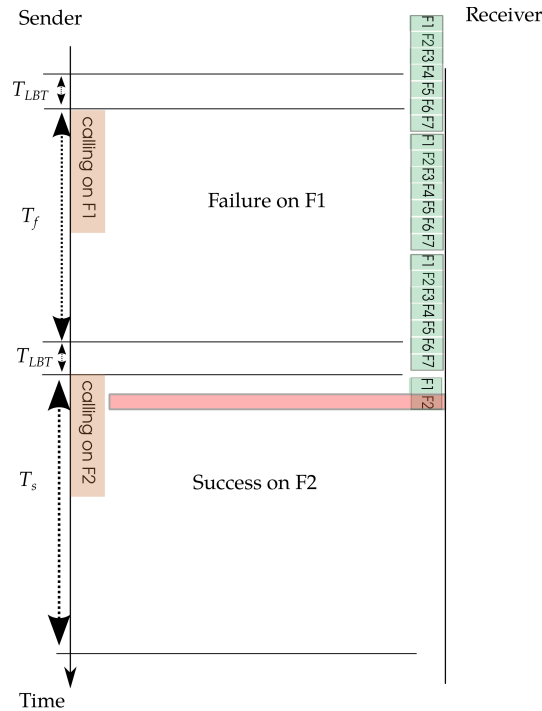 Sender
Receiver
T_LBT
T_f
T_LBT
T_s
calling on F1
calling on F2
Failure on F1
Success on F2
F1
F2
F3
F4
F5
F6
F7
F1
F2
F3
F4
F5
F6
F7
F1
F2
F3
F4
F5
F6
F7
F1
F2
Time